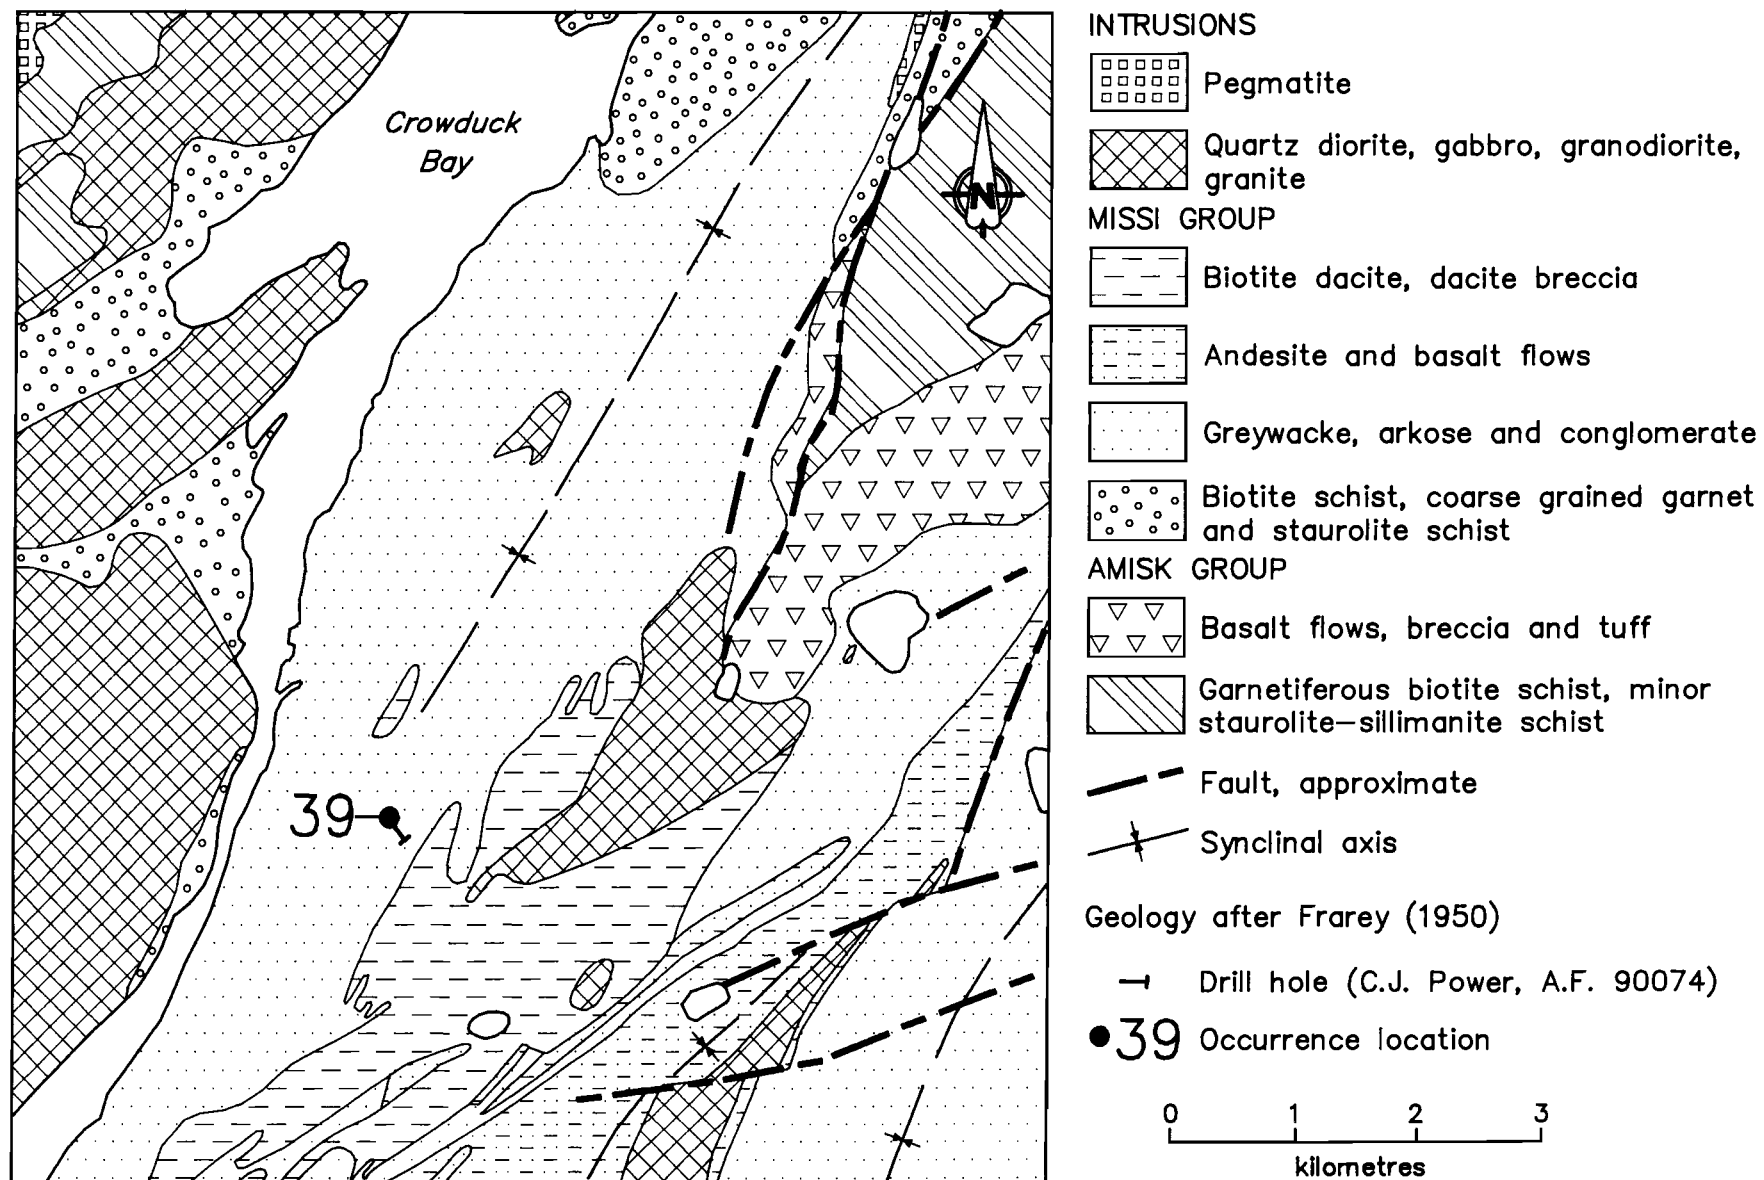 Crowduck
Bay
N
39
INTRUSIONS
Pegmatite
Quartz diorite, gabbro, granodiorite,
granite
MISSI GROUP
Biotite dacite, dacite breccia
Andesite and basalt flows
Greywacke, arkose and conglomerate
Biotite schist, coarse grained garnet
and staurolite schist
AMISK GROUP
Basalt flows, breccia and tuff
Garnetiferous biotite schist, minor
staurolite-sillimanite schist
Fault, approximate
Synclinal axis
Geology after Frarey (1950)
Drill hole (C.J. Power, A.F. 90074)
39 Occurrence location
0 1 2 3
kilometres